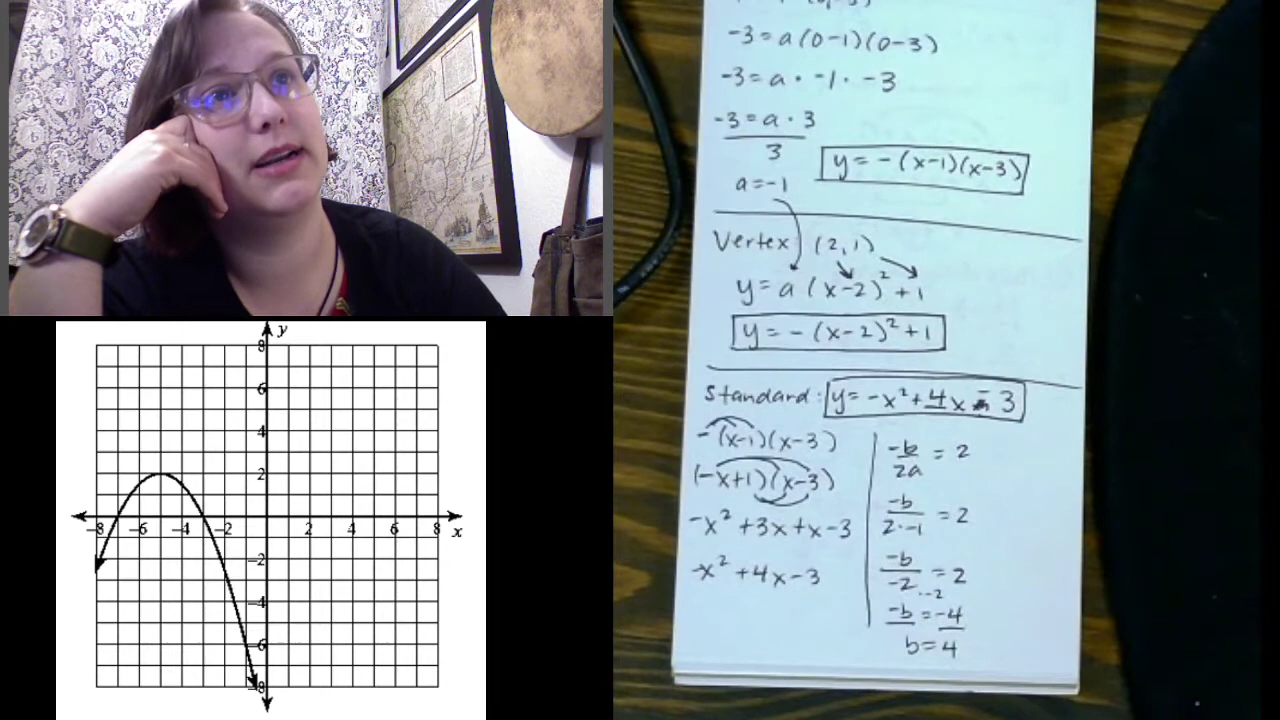 y
8
6
4
2
-8 -6 -4 -2 2 4 6 8
x
-2
-4
-6
-8
-3 = a(0-1)(0-3)
-3 = a · -1 · -3
-3 = a · 3
3
y = -(x-1)(x-3)
a = -1
Vertex (2,1)
y = a(x-2)² + 1
y = -(x-2)² + 1
Standard: y = -x² + 4x - 3
-(x-1)(x-3)
(-x+1)(x-3)
-x² + 3x + x - 3
-x² + 4x - 3
-b/2a = 2
-b/2·-1 = 2
-b/-2 = 2
·-2
-b = -4
b = 4